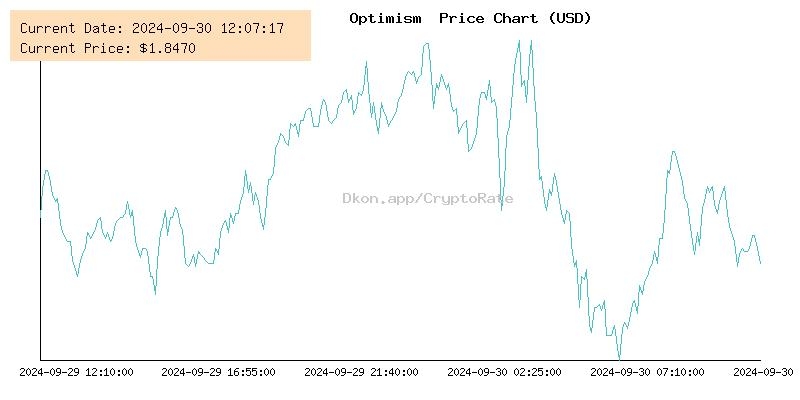 Optimism Price Chart (USD)
Current Date: 2024-09-30 12:07:17
Current Price: $1.8470
Dkon.app/CryptoRate
2024-09-29 12:10:00 2024-09-29 16:55:00 2024-09-29 21:40:00 2024-09-30 02:25:00 2024-09-30 07:10:00 2024-09-30